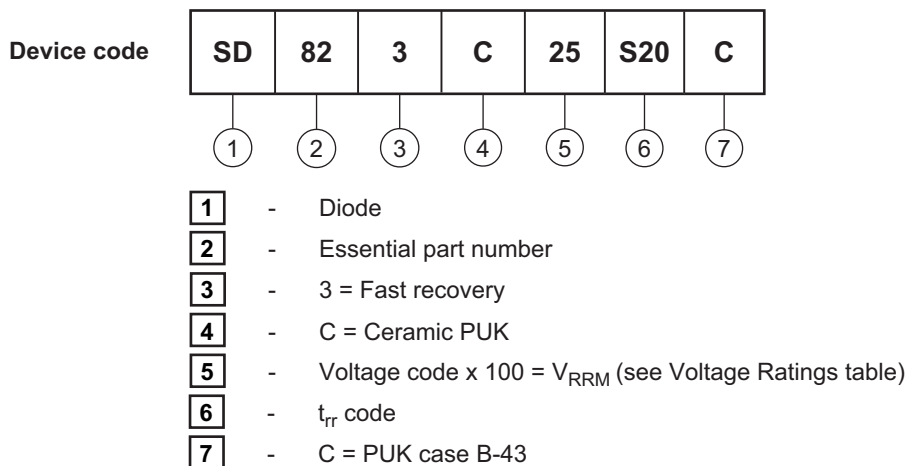 Device code SD 82 3 C 25 S20 C
1 2 3 4 5 6 7
1 - Diode
2 - Essential part number
3 - 3 = Fast recovery
4 - C = Ceramic PUK
5 - Voltage code x 100 = VRRM (see Voltage Ratings table)
6 - trr code
7 - C = PUK case B-43